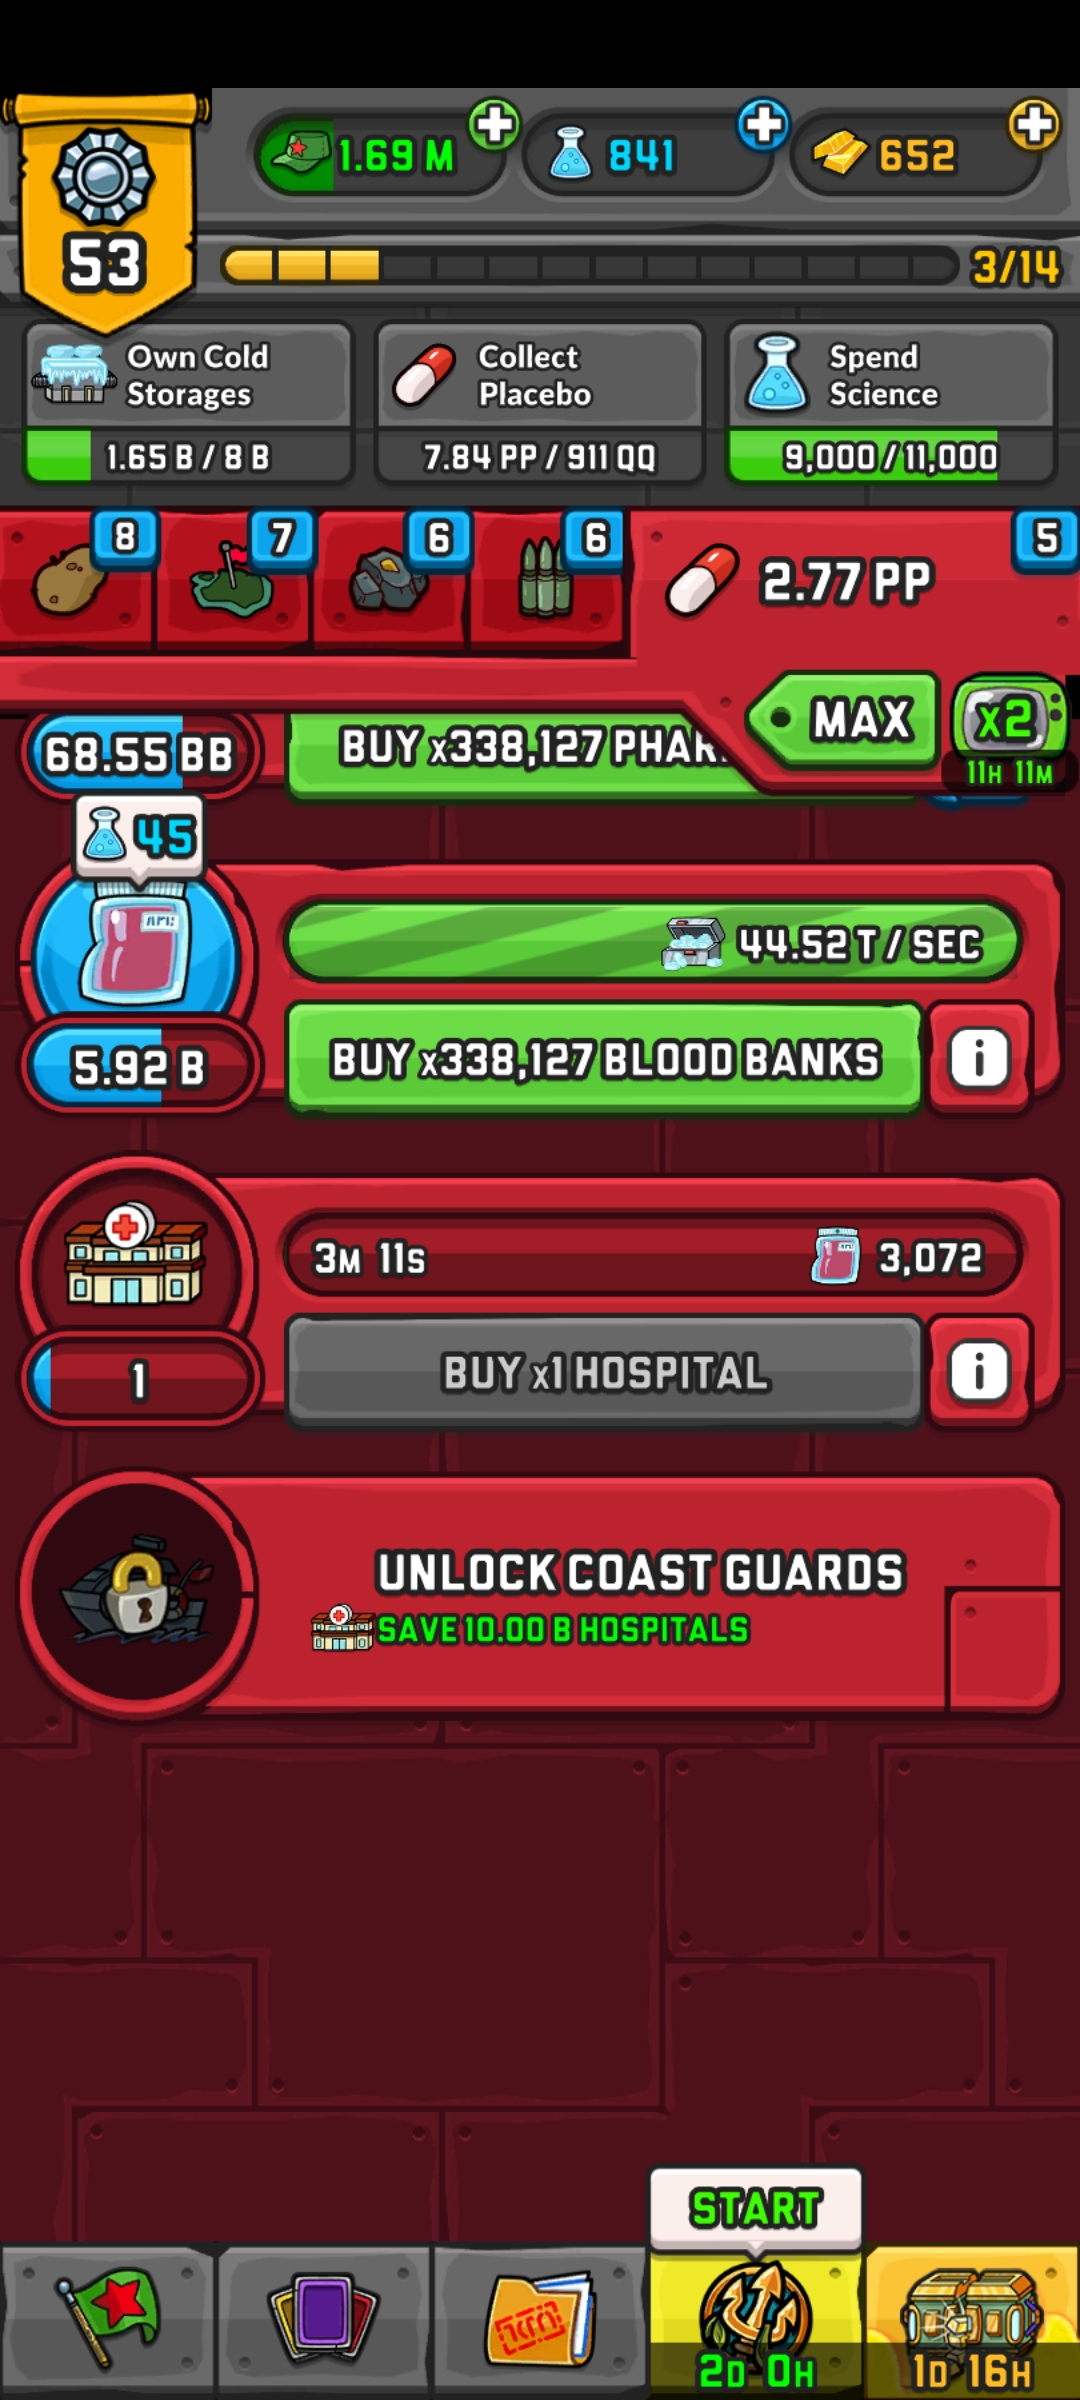 53
1.69 M
841
652
3/14
Own Cold
Storages
1.65 B / 8 B
Collect
Placebo
7.84 PP / 911 QQ
Spend
Science
9,000 / 11,000
8
7
6
6
5
2.77 PP
MAX
x2
11H 11M
68.55 BB
BUY x338,127 PHAR
45
44.52 T / SEC
5.92 B
BUY x338,127 BLOOD BANKS
i
3M 11S
3,072
1
BUY x1 HOSPITAL
i
UNLOCK COAST GUARDS
SAVE 10.00 B HOSPITALS
START
2D 0H
1D 16H